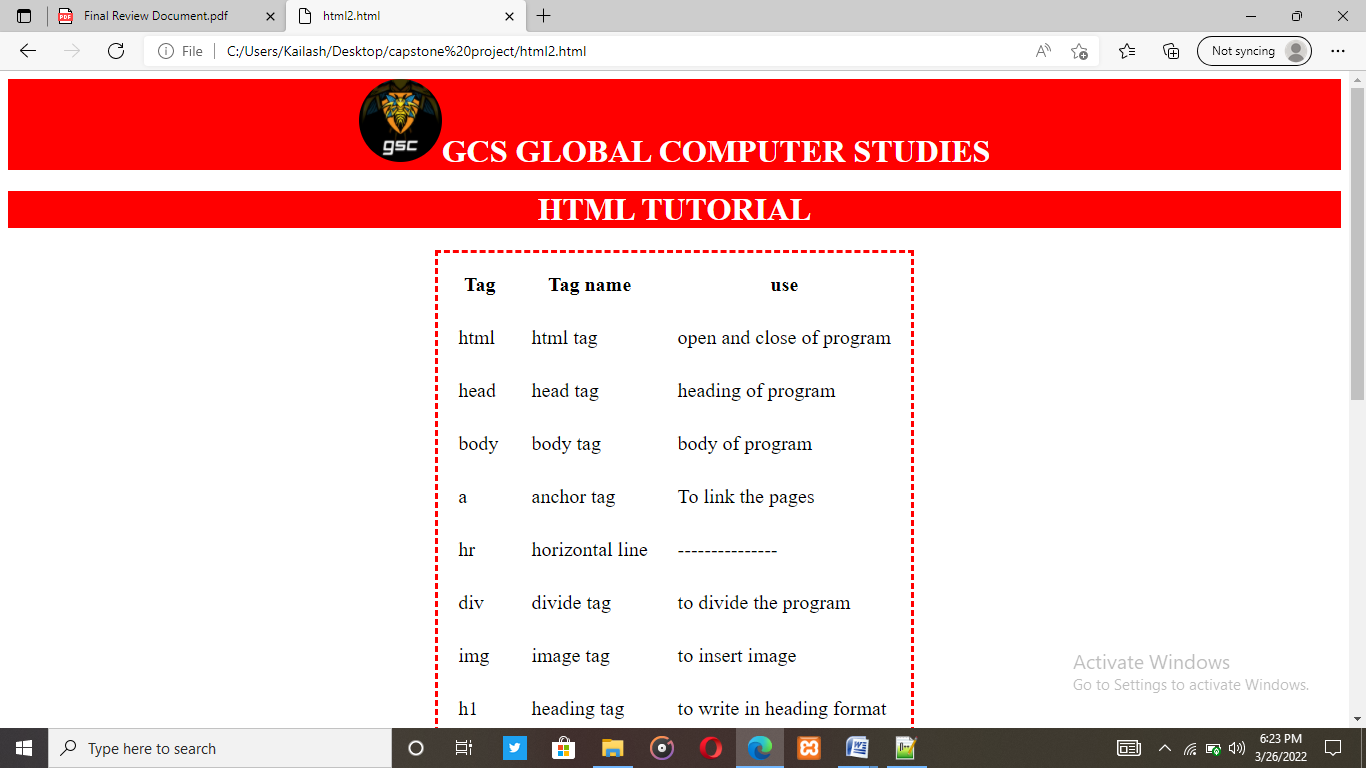 Final Review Document.pdf
html2.html
File
C:/Users/Kailash/Desktop/capstone%20project/html2.html
Not syncing
gsc
GCS GLOBAL COMPUTER STUDIES
HTML TUTORIAL
Tag Tag name use
html html tag open and close of program
head head tag heading of program
body body tag body of program
a anchor tag To link the pages
hr horizontal line ---------------
div divide tag to divide the program
img image tag to insert image
h1 heading tag to write in heading format
Activate Windows
Go to Settings to activate Windows.
Type here to search
6:23 PM
3/26/2022